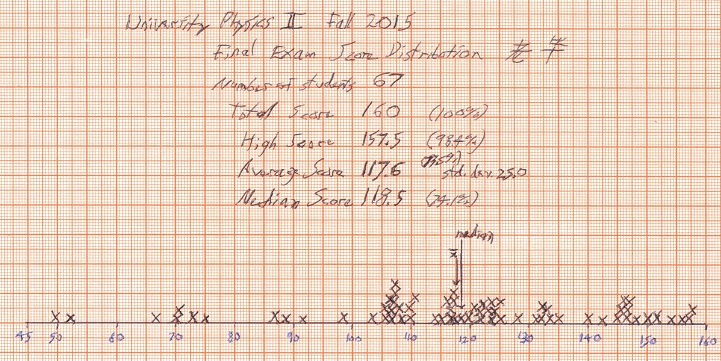 University Physics II Fall 2015
Final Exam Score Distribution
Number of students 67
Total Score 160 (100%)
High Score 157.5 (98.4%)
Average Score 117.6 (73.5%) std. dev. 25.0
Median Score 118.5 (74.1%)
median
x̄
45 50 60 70 80 90 100 110 120 130 140 150 160